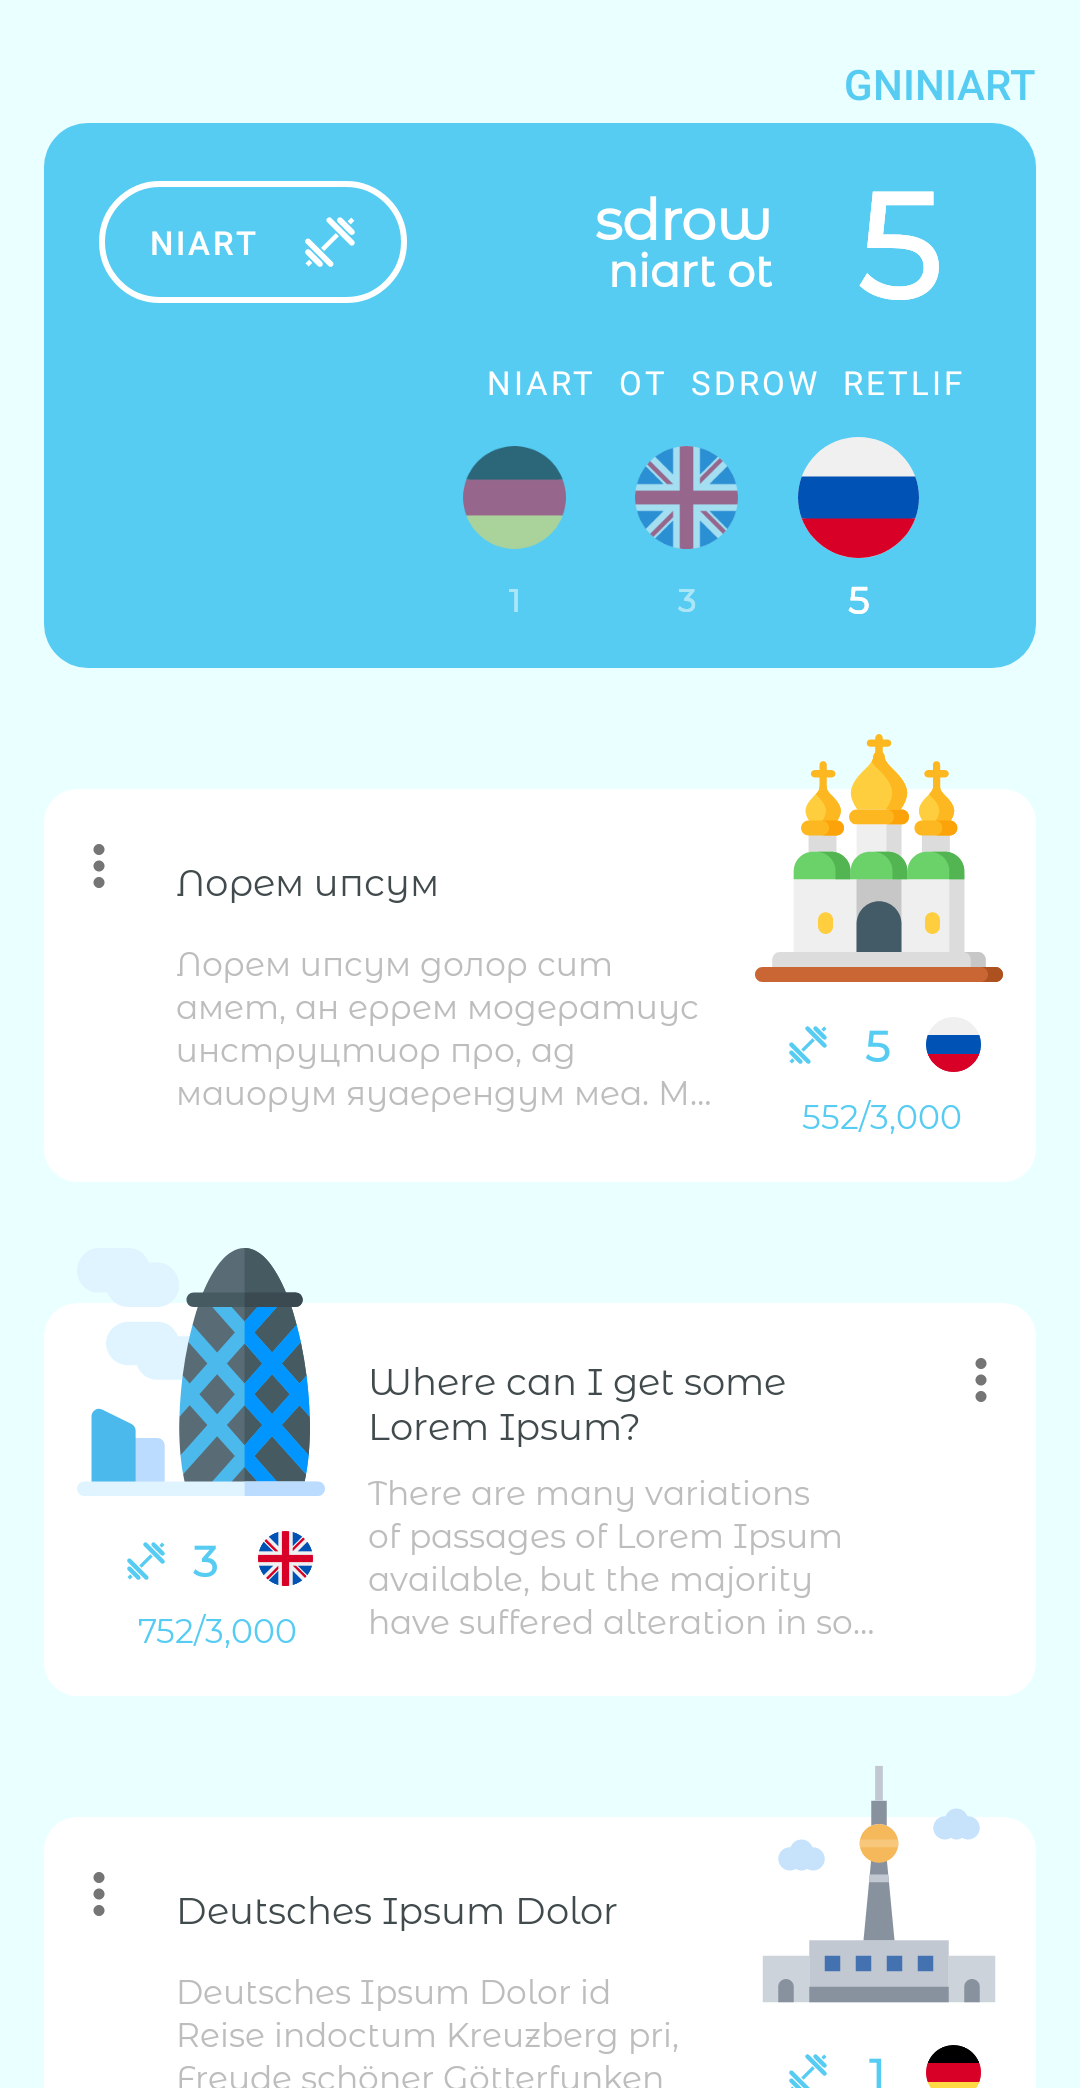 GNINIART
NIART
sdrow
niart ot
5
NIART OT SDROW RETLIF
1
3
5
Лорем ипсум
Лорем ипсум долор сит
амет, ан еррем модератиус
инструцтиор про, ад
маиорум яуаерендум меа. М...
5
552/3,000
Where can I get some
Lorem Ipsum?
There are many variations
of passages of Lorem Ipsum
available, but the majority
have suffered alteration in so...
3
752/3,000
Deutsches Ipsum Dolor
Deutsches Ipsum Dolor id
Reise indoctum Kreuzberg pri,
Freude schöner Götterfunken
1